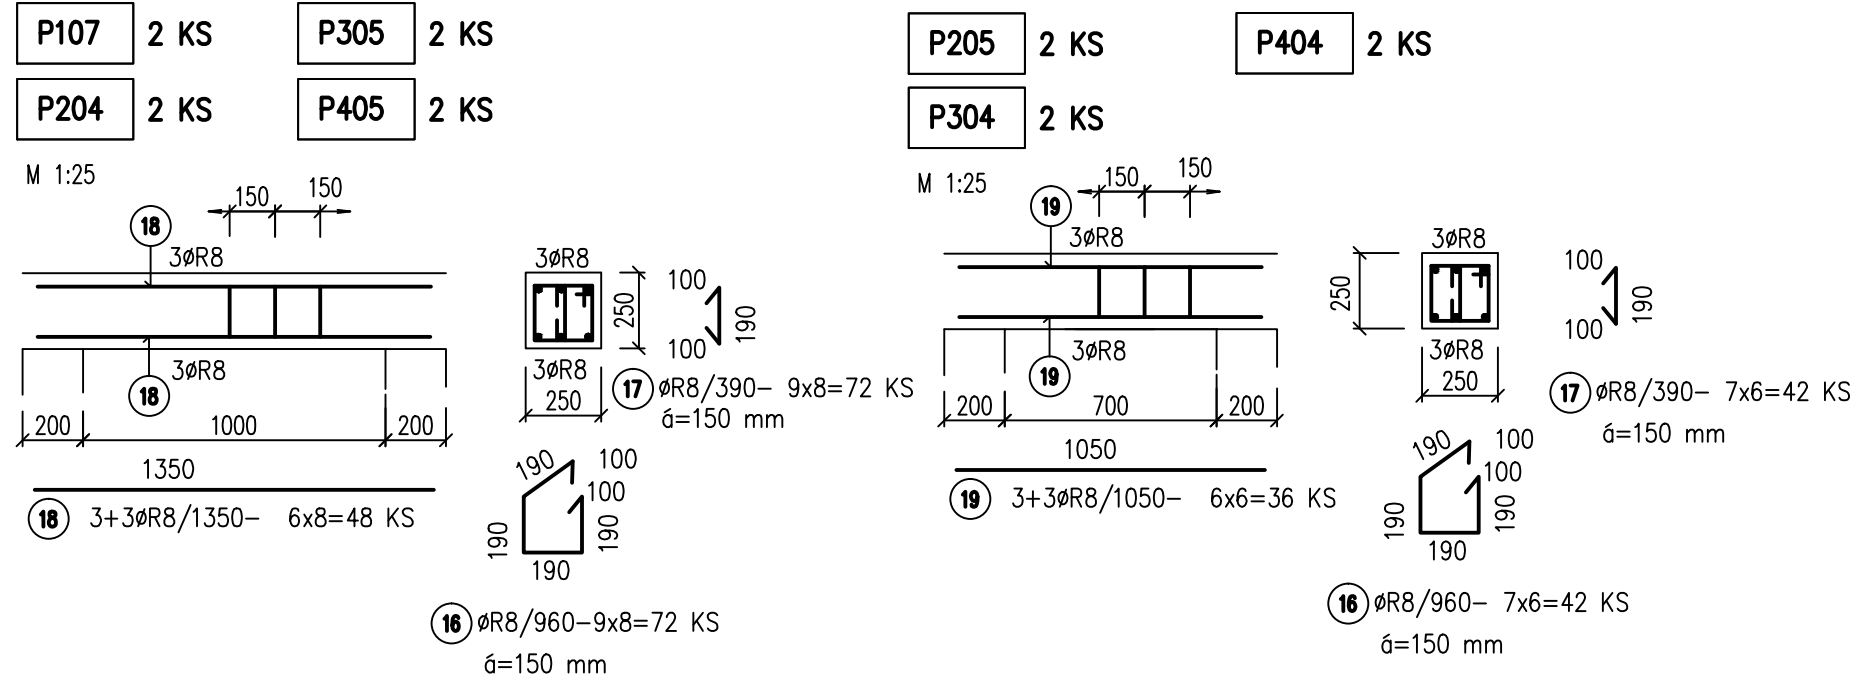 P107 2 KS P305 2 KS
P204 2 KS P405 2 KS
M 1:25
150 150
18
3øR8
18
3øR8
200 1000 200
1350
18 3+3øR8/1350- 6x8=48 KS
3øR8
250
3øR8
250
100
190
100
17 øR8/390- 9x8=72 KS
á=150 mm
190 100
100
190 190
190
16 øR8/960-9x8=72 KS
á=150 mm
P205 2 KS P404 2 KS
P304 2 KS
M 1:25
150 150
19
3øR8
19
3øR8
200 700 200
1050
19 3+3øR8/1050- 6x6=36 KS
3øR8
250
3øR8
250
100
190
100
17 øR8/390- 7x6=42 KS
á=150 mm
190 100
100
190 190
190
16 øR8/960- 7x6=42 KS
á=150 mm